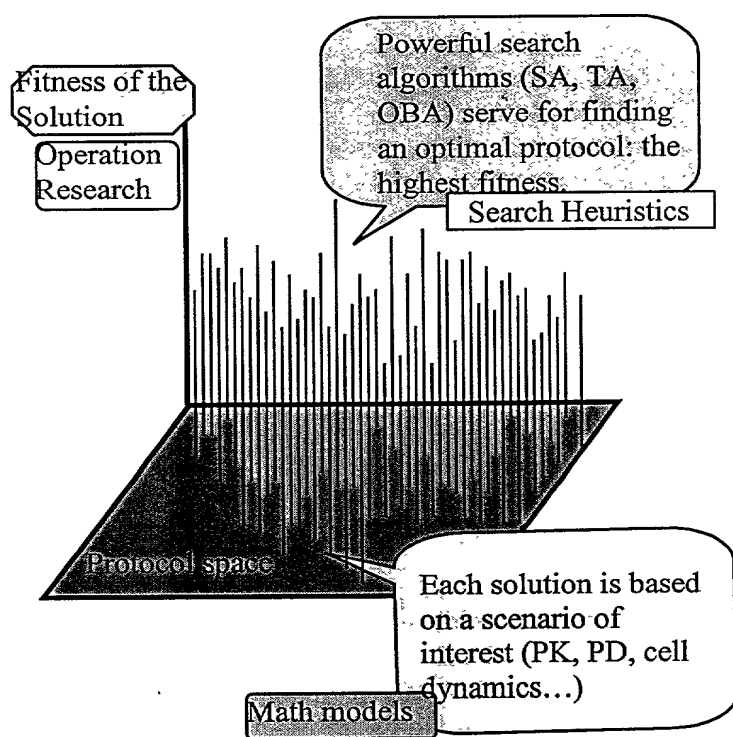 Powerful search
algorithms (SA, TA,
OBA) serve for finding
an optimal protocol: the
highest fitness.
Search Heuristics
Fitness of the
Solution
Operation
Research
Protocol space
Each solution is based
on a scenario of
interest (PK, PD, cell
dynamics...)
Math models